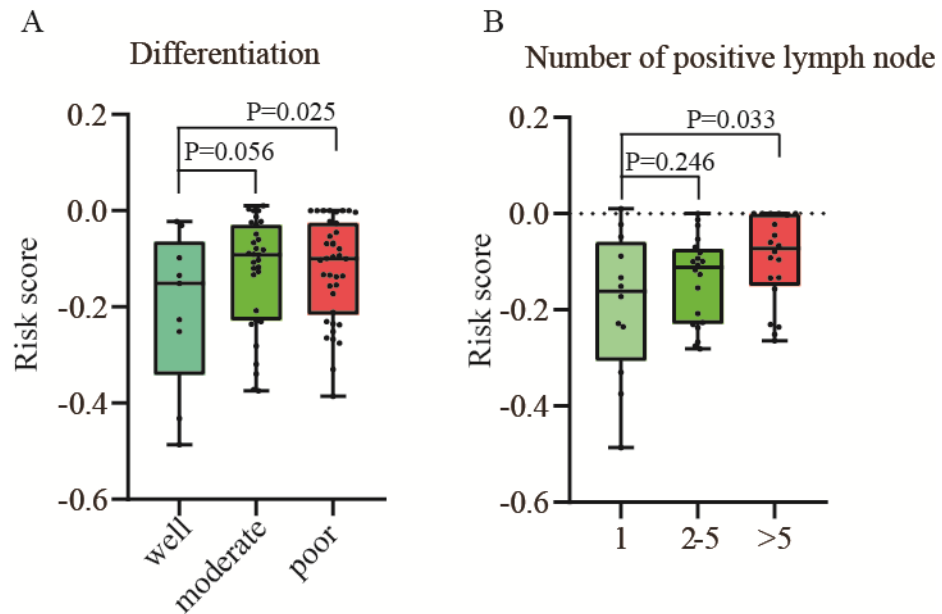 A
Differentiation
0.2
0.0
-0.2
-0.4
-0.6
Risk score
P=0.025
P=0.056
well
moderate
poor
B
Number of positive lymph node
0.2
0.0
-0.2
-0.4
-0.6
Risk score
P=0.033
P=0.246
1
2-5
>5